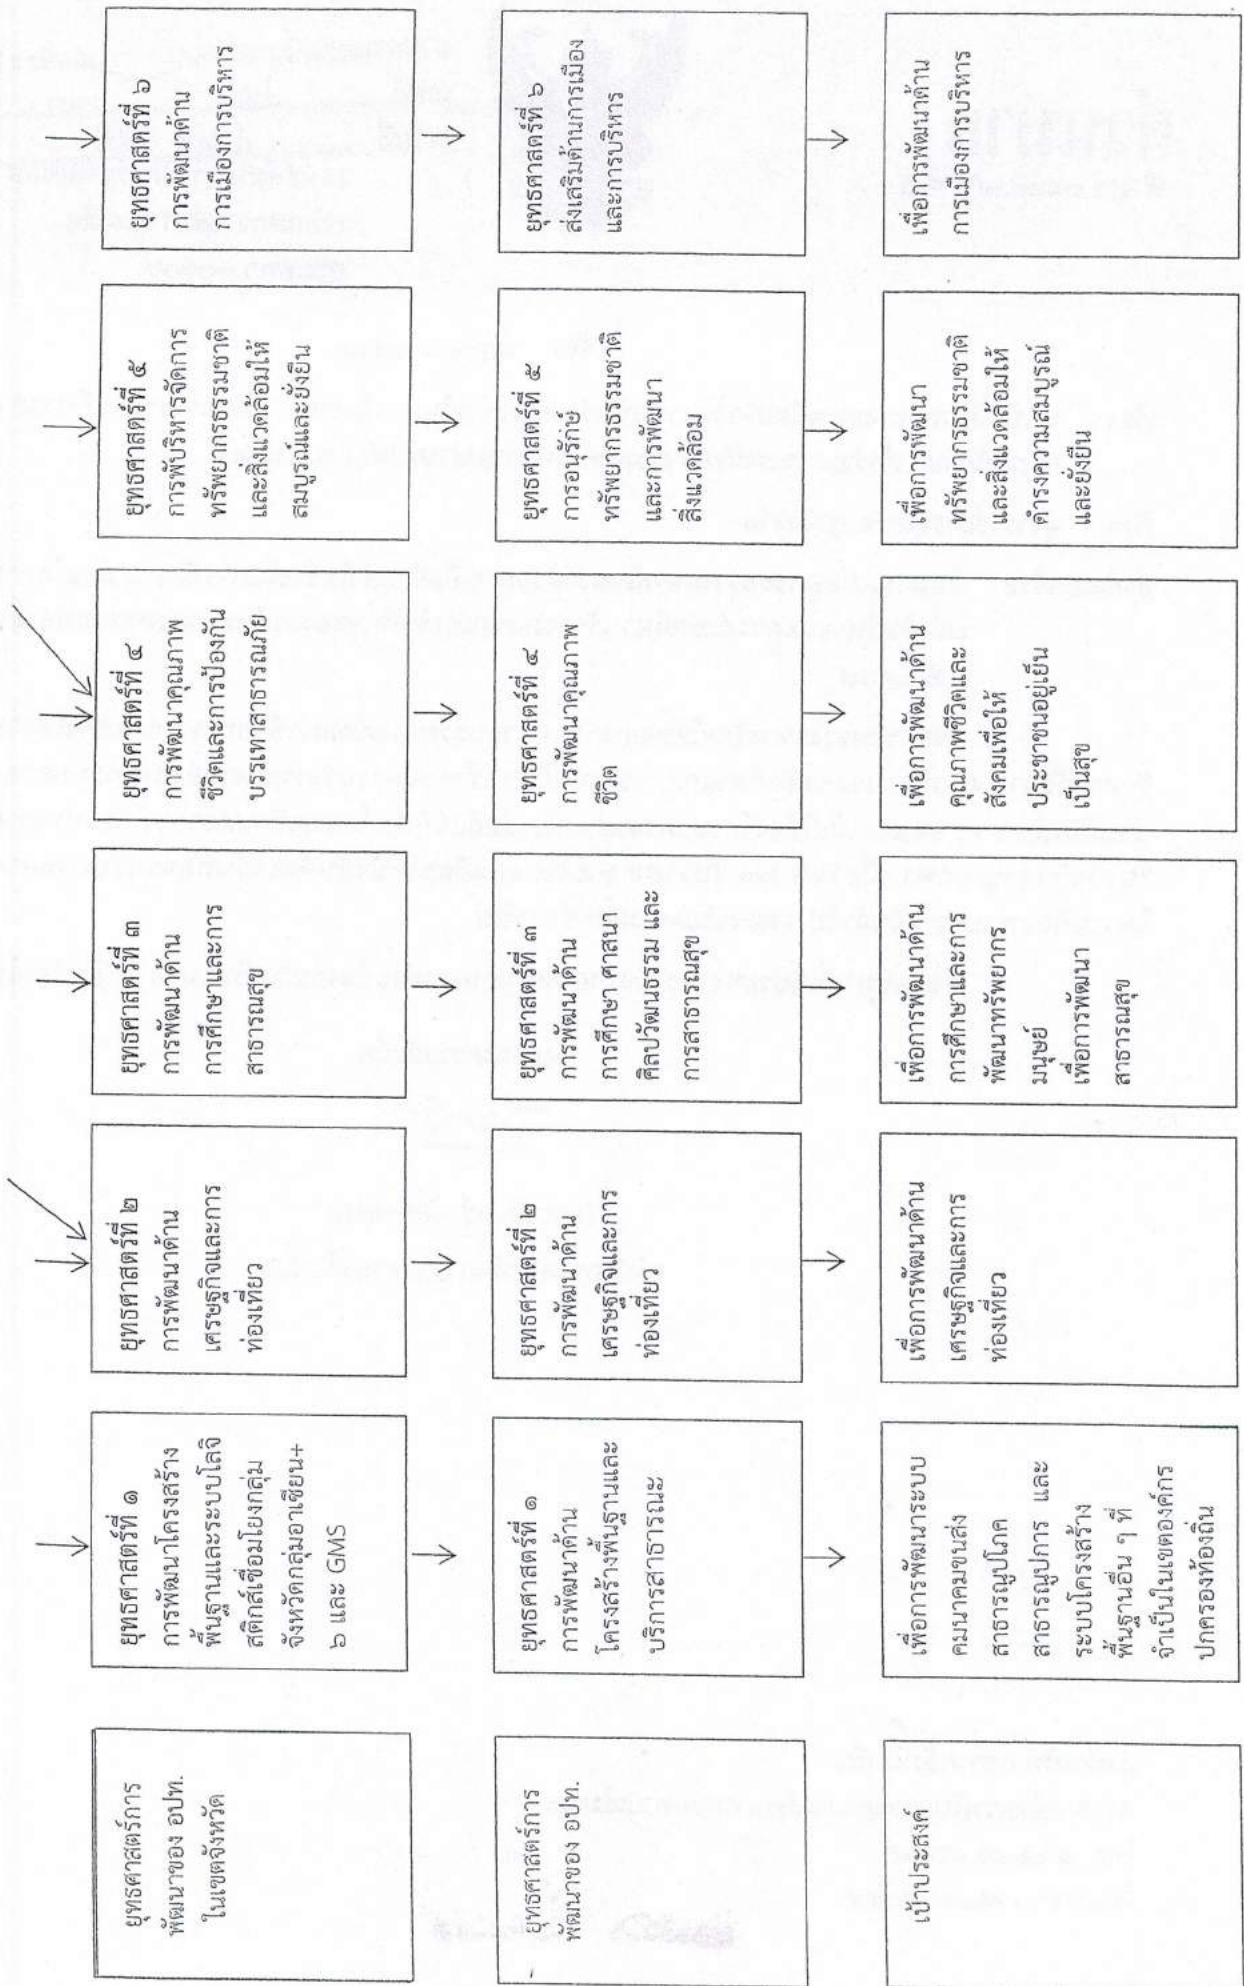 ยุทธศาสตร์การ
พัฒนาของ อปท.
ในเขตจังหวัด
ยุทธศาสตร์ที่ ๑
การพัฒนาโครงสร้าง
พื้นฐานและระบบโลจิ
สติกส์เชื่อมโยงกลุ่ม
จังหวัดกลุ่มอาเซียน+
๖ และ GMS
ยุทธศาสตร์ที่ ๒
การพัฒนาด้าน
เศรษฐกิจและการ
ท่องเที่ยว
ยุทธศาสตร์ที่ ๓
การพัฒนาด้าน
การศึกษาและการ
สาธารณสุข
ยุทธศาสตร์ที่ ๔
การพัฒนาคุณภาพ
ชีวิตและการป้องกัน
บรรเทาสาธารณภัย
ยุทธศาสตร์ที่ ๕
การพับริหารจัดการ
ทรัพยากรธรรมชาติ
และสิ่งแวดล้อมให้
สมบูรณ์และยั่งยืน
ยุทธศาสตร์ที่ ๖
การพัฒนาด้าน
การเมืองการบริหาร
ยุทธศาสตร์การ
พัฒนาของ อปท.
ยุทธศาสตร์ที่ ๑
การพัฒนาด้าน
โครงสร้างพื้นฐานและ
บริการสาธารณะ
ยุทธศาสตร์ที่ ๒
การพัฒนาด้าน
เศรษฐกิจและการ
ท่องเที่ยว
ยุทธศาสตร์ที่ ๓
การพัฒนาด้าน
การศึกษา ศาสนา
ศิลปวัฒนธรรม และ
การสาธารณสุข
ยุทธศาสตร์ที่ ๔
การพัฒนาคุณภาพ
ชีวิต
ยุทธศาสตร์ที่ ๕
การอนุรักษ์
ทรัพยากรธรรมชาติ
และการพัฒนา
สิ่งแวดล้อม
ยุทธศาสตร์ที่ ๖
ส่งเสริมด้านการเมือง
และการบริหาร
เป้าประสงค์
เพื่อการพัฒนาระบบ
คมนาคมขนส่ง
สาธารณูปโภค
สาธารณูปการ และ
ระบบโครงสร้าง
พื้นฐานอื่น ๆ ที่
จำเป็นในเขตองค์กร
ปกครองท้องถิ่น
เพื่อการพัฒนาด้าน
เศรษฐกิจและการ
ท่องเที่ยว
เพื่อการพัฒนาด้าน
การศึกษาและการ
พัฒนาทรัพยากร
มนุษย์
เพื่อการพัฒนา
สาธารณสุข
เพื่อการพัฒนาด้าน
คุณภาพชีวิตและ
สังคมเพื่อให้
ประชาชนอยู่เย็น
เป็นสุข
เพื่อการพัฒนา
ทรัพยากรธรรมชาติ
และสิ่งแวดล้อมให้
ดำรงความสมบูรณ์
และยั่งยืน
เพื่อการพัฒนาด้าน
การเมืองการบริหาร